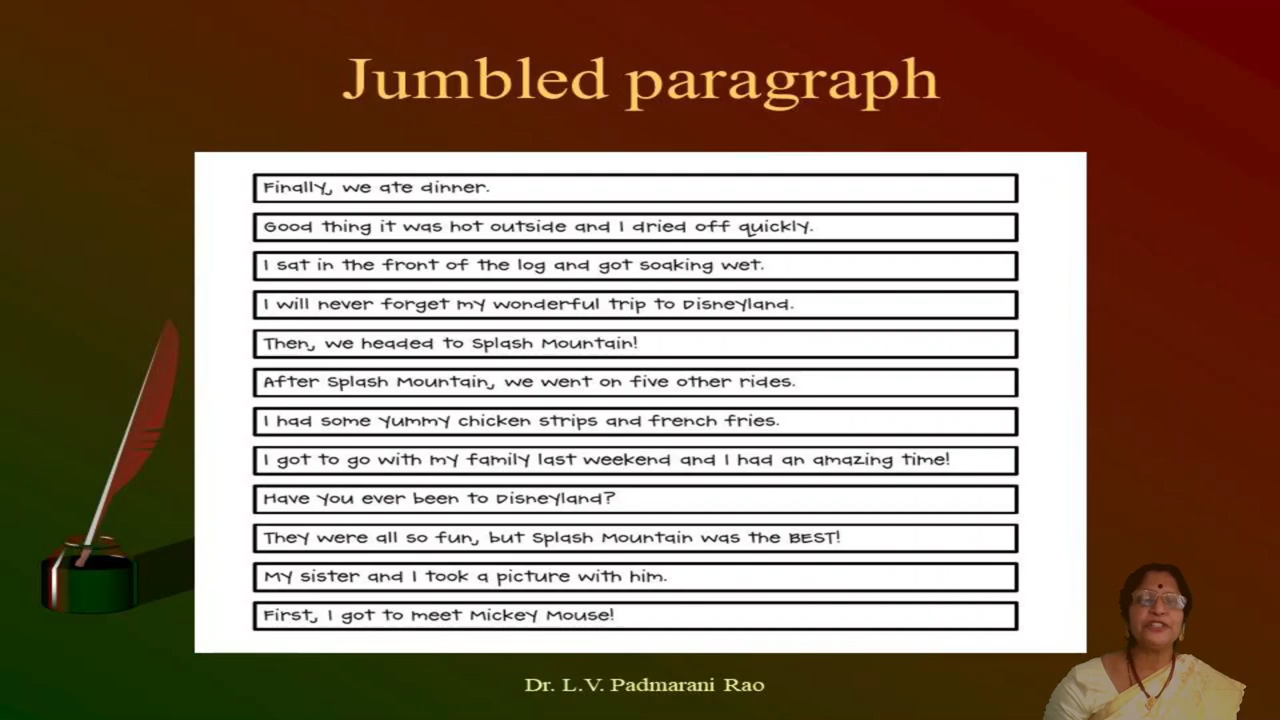 Jumbled paragraph
Finally, we ate dinner.
Good thing it was hot outside and I dried off quickly.
I sat in the front of the log and got soaking wet.
I will never forget my wonderful trip to Disneyland.
Then, we headed to Splash Mountain!
After Splash Mountain, we went on five other rides.
I had some yummy chicken strips and french fries.
I got to go with my family last weekend and I had an amazing time!
Have you ever been to Disneyland?
They were all so fun, but Splash Mountain was the BEST!
My sister and I took a picture with him.
First, I got to meet Mickey Mouse!
Dr. L.V. Padmarani Rao